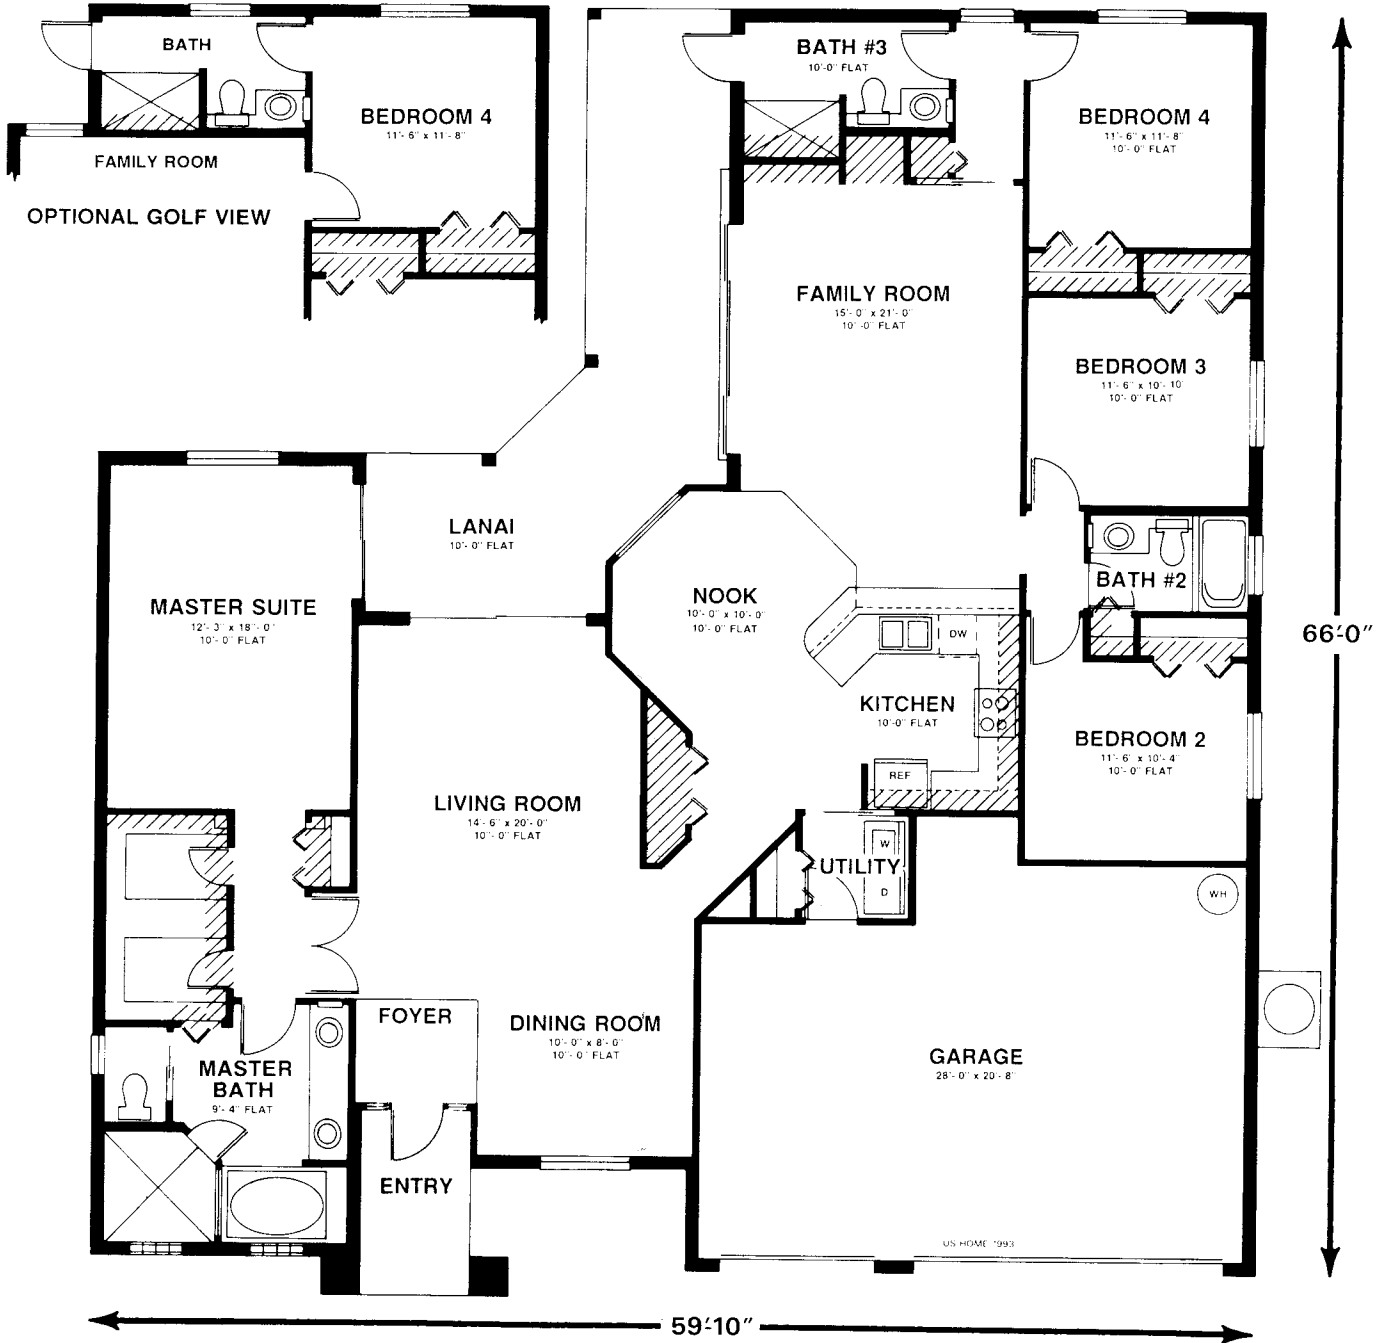 BATH
BEDROOM 4
11'- 6" x 11'- 8"
FAMILY ROOM
OPTIONAL GOLF VIEW
BATH #3
10'-0" FLAT
BEDROOM 4
11'- 6" x 11'- 8"
10'- 0" FLAT
FAMILY ROOM
15'- 0" x 21'- 0"
10'-0" FLAT
BEDROOM 3
11'- 6" x 10'- 10"
10'- 0" FLAT
LANAI
10'- 0" FLAT
BATH #2
NOOK
10'- 0" x 10'- 0"
10'- 0" FLAT
MASTER SUITE
12'- 3" x 18'- 0"
10'- 0" FLAT
DW
66'-0"
KITCHEN
10'-0" FLAT
BEDROOM 2
11'- 6" x 10'- 4"
10'- 0" FLAT
REF
LIVING ROOM
14'- 6" x 20'- 0"
10'- 0" FLAT
W
UTILITY
D
WH
FOYER
DINING ROOM
10'- 0" x 8'- 0"
10'- 0" FLAT
MASTER
BATH
9'- 4" FLAT
GARAGE
28'- 0" x 20'- 8"
ENTRY
US HOME 1993
59'-10"